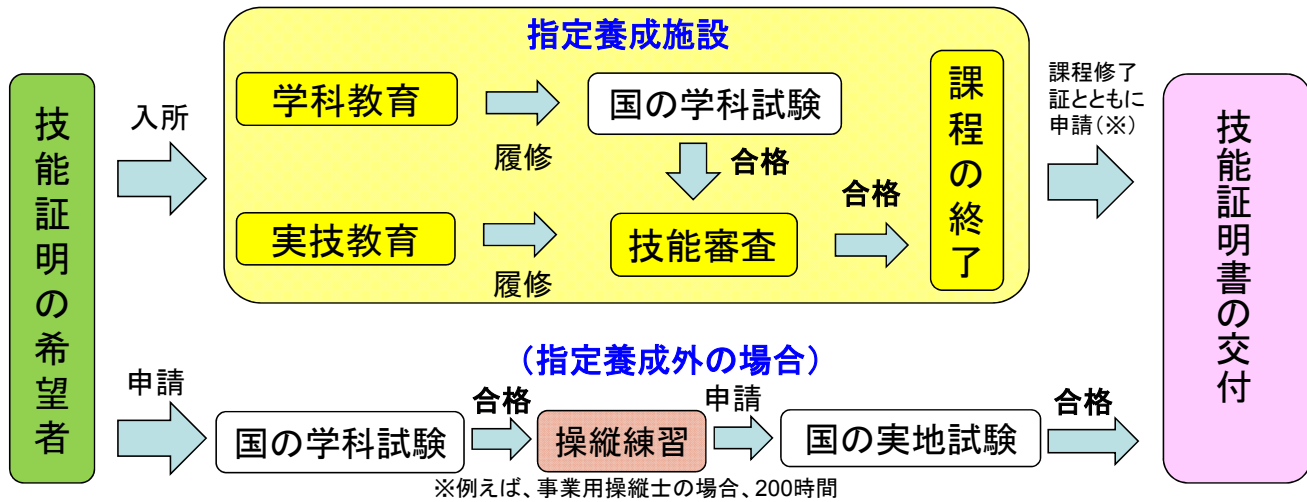 技能証明の希望者
入所
指定養成施設
学科教育
履修
国の学科試験
合格
実技教育
履修
技能審査
合格
課程の終了
課程修了
証とともに
申請(※)
技能証明書の交付
(指定養成外の場合)
申請
国の学科試験
合格
操縦練習
申請
国の実地試験
合格
※例えば、事業用操縦士の場合、200時間